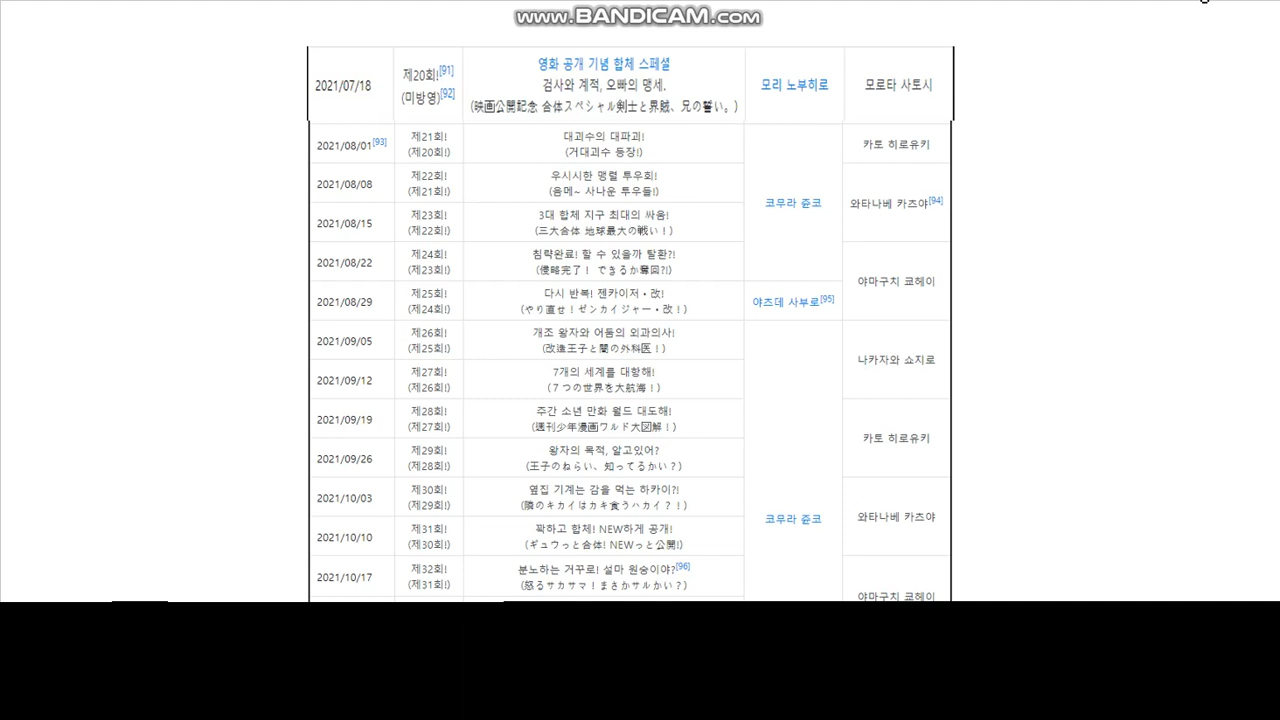 www.BANDICAM.com
2021/07/18
제20회![91]
(미방영)[92]
영화 공개 기념 합체 스페셜
검사와 계적, 오빠의 맹세.
(映画公開記念 合体スペシャル剣士と界賊、兄の誓い。)
모리 노부히로
모르타 사토시
2021/08/01[93]
제21회!
(제20회!)
대괴수의 대파괴!
(거대괴수 등장!)
코무라 쥰코
카토 히로유키
2021/08/08
제22회!
(제21회!)
우시시한 맹렬 투우회!
(음메~ 사나운 투우들!)
와타나베 카즈야[94]
2021/08/15
제23회!
(제22회!)
3대 합체 지구 최대의 싸움!
(三大合体 地球最大の戦い！)
2021/08/22
제24회!
(제23회!)
침략완료! 할 수 있을까 탈환?!
(侵略完了！ できるか奪回?!)
야마구치 쿄헤이
2021/08/29
제25회!
(제24회!)
다시 반복! 젠카이저・改!
(やり直せ！ゼンカイジャー・改！)
야즈데 사부로[95]
2021/09/05
제26회!
(제25회!)
개조 왕자와 어둠의 외과의사!
(改造王子と闇の外科医！)
나카자와 쇼지로
2021/09/12
제27회!
(제26회!)
7개의 세계를 대항해!
(７つの世界を大航海！)
2021/09/19
제28회!
(제27회!)
주간 소년 만화 월드 대도해!
(週刊少年漫画ワルド大図解！)
카토 히로유키
2021/09/26
제29회!
(제28회!)
왕자의 목적, 알고있어?
(王子のねらい、知ってるかい？)
2021/10/03
제30회!
(제29회!)
옆집 기계는 감을 먹는 하카이?!
(隣のキカイはカキ食うハカイ？！)
코무라 쥰코
와타나베 카즈야
2021/10/10
제31회!
(제30회!)
꽉하고 합체! NEW하게 공개!
(ギュウっと合体! NEWっと公開!)
2021/10/17
제32회!
(제31회!)
분노하는 거꾸로! 설마 원숭이야?[96]
(怒るサカサマ！まさかサルかい？)
야마구치 쿄헤이